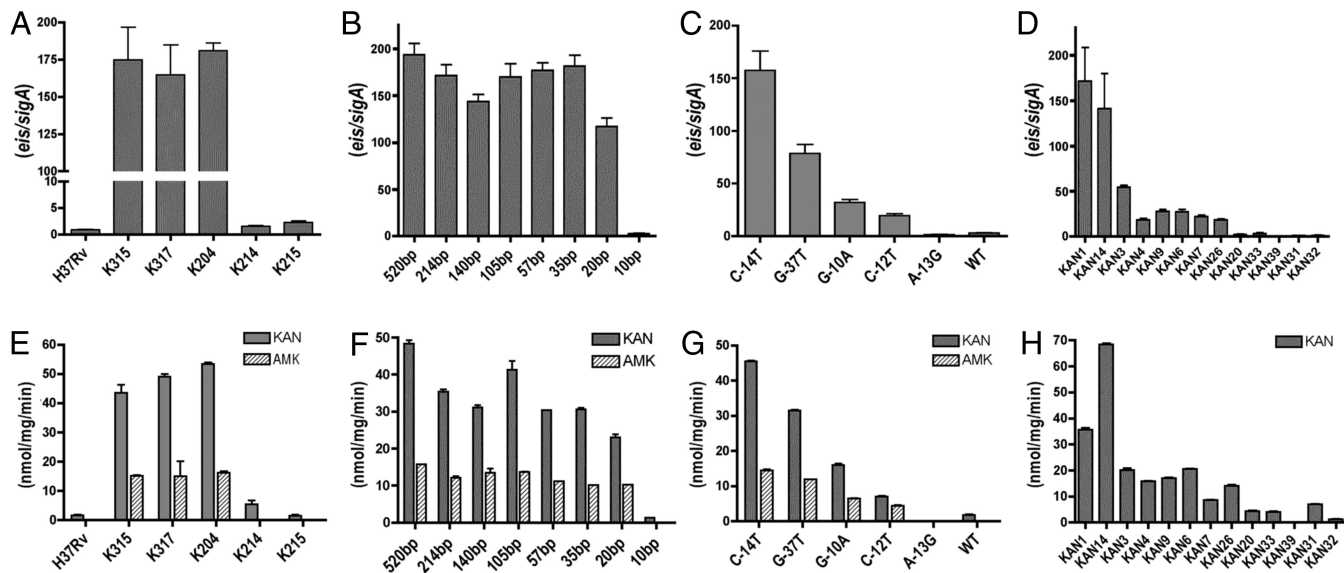 A
(eis/sigA)
200
175
150
125
100
10
5
0
H37Rv K315 K317 K204 K214 K215
B
(eis/sigA)
200
150
100
50
0
520bp 214bp 140bp 105bp 57bp 35bp 20bp 10bp
C
(eis/sigA)
200
150
100
50
0
C-14T G-37T G-10A C-12T A-13G WT
D
(eis/sigA)
200
150
100
50
0
KAN1 KAN14 KAN3 KAN4 KAN9 KAN6 KAN7 KAN26 KAN20 KAN33 KAN39 KAN31 KAN32
E
KAN
AMK
(nmol/mg/min)
60
50
40
30
20
10
0
H37Rv K315 K317 K204 K214 K215
F
KAN
AMK
(nmol/mg/min)
50
40
30
20
10
0
520bp 214bp 140bp 105bp 57bp 35bp 20bp 10bp
G
KAN
AMK
(nmol/mg/min)
50
40
30
20
10
0
C-14T G-37T G-10A C-12T A-13G WT
H
KAN
(nmol/mg/min)
70
60
50
40
30
20
10
0
KAN1 KAN14 KAN3 KAN4 KAN9 KAN6 KAN7 KAN26 KAN20 KAN33 KAN39 KAN31 KAN32